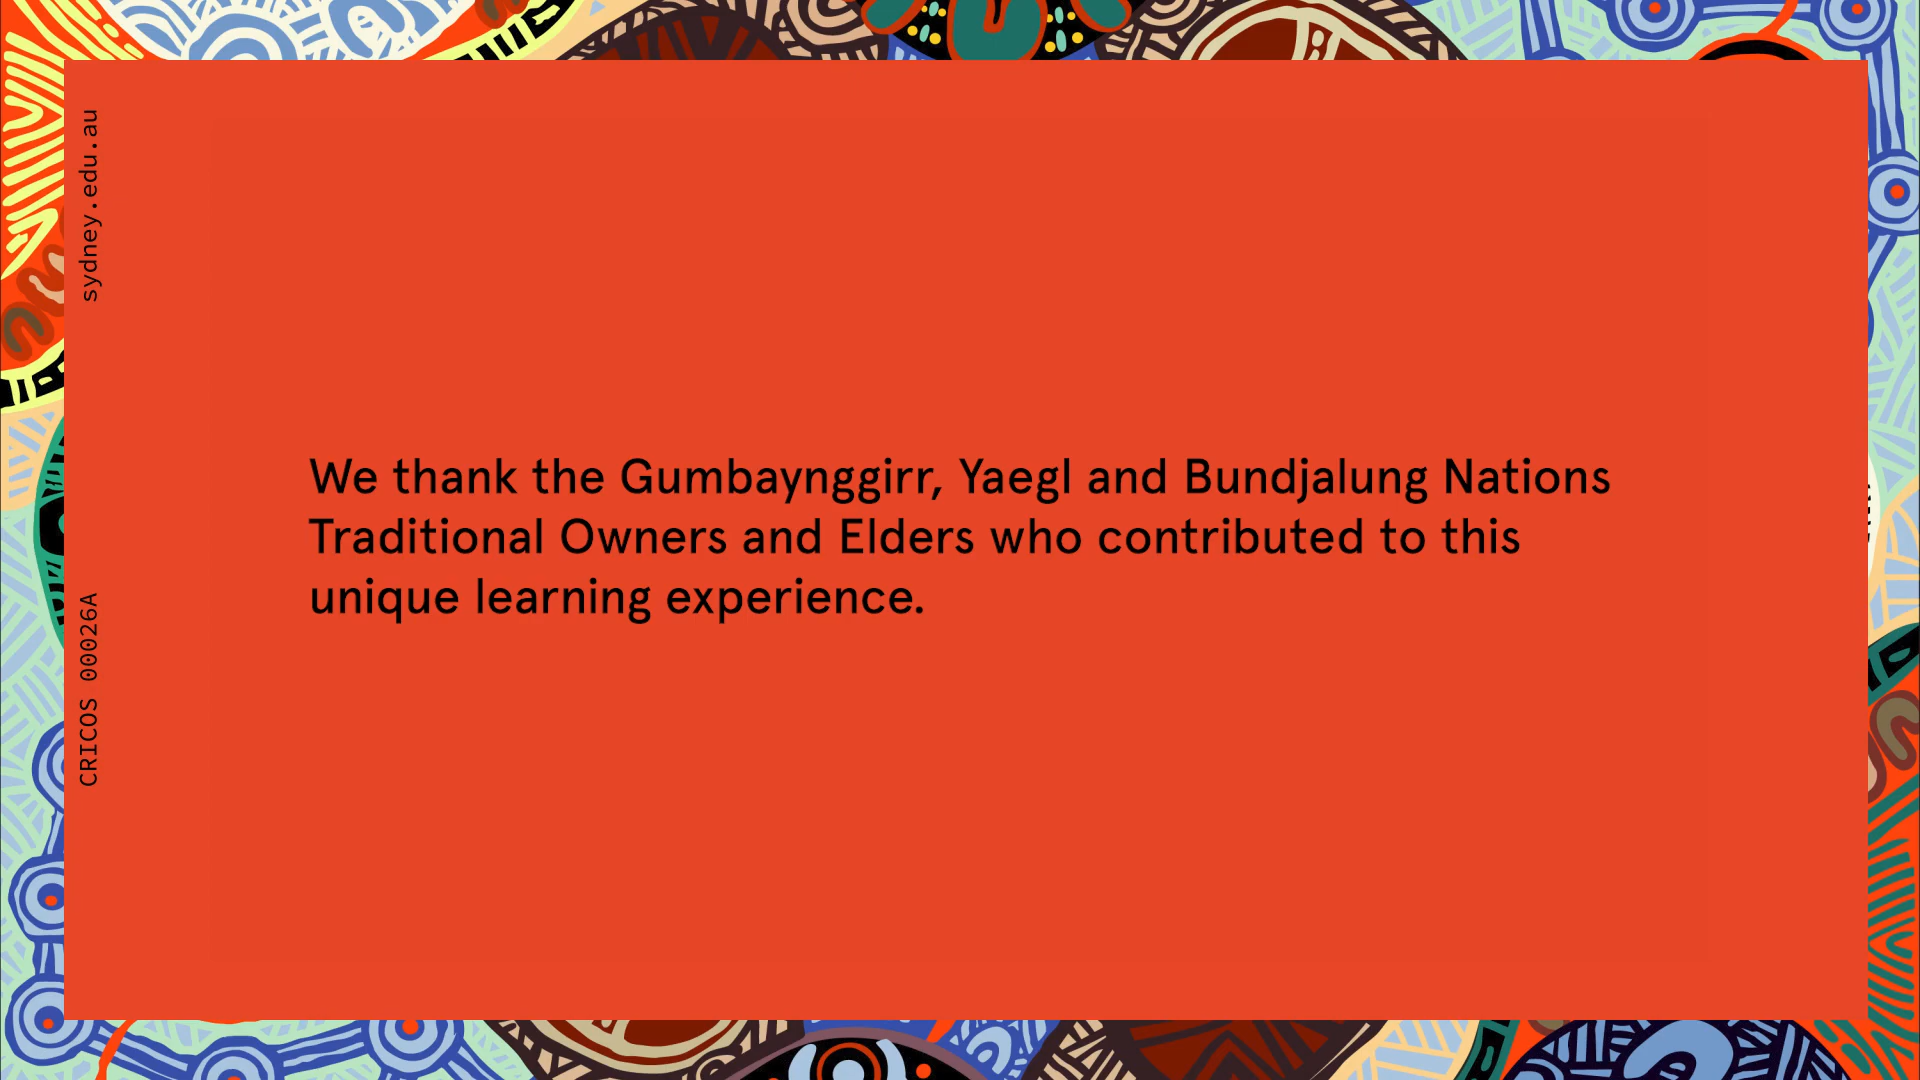 sydney.edu.au
We thank the Gumbaynggirr, Yaegl and Bundjalung Nations
Traditional Owners and Elders who contributed to this
unique learning experience.
CRICOS 00026A